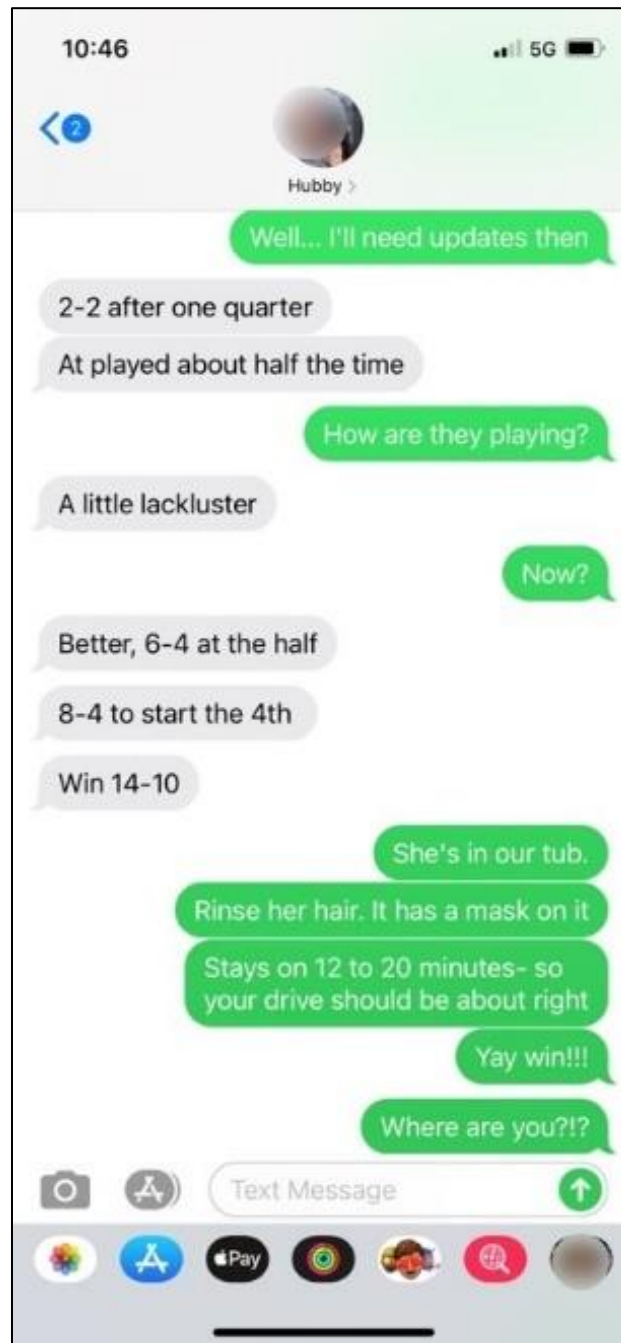 10:46
5G
2
Hubby >
Well... I'll need updates then
2-2 after one quarter
At played about half the time
How are they playing?
A little lackluster
Now?
Better, 6-4 at the half
8-4 to start the 4th
Win 14-10
She's in our tub.
Rinse her hair. It has a mask on it
Stays on 12 to 20 minutes- so
your drive should be about right
Yay win!!!
Where are you?!?
Text Message
Pay